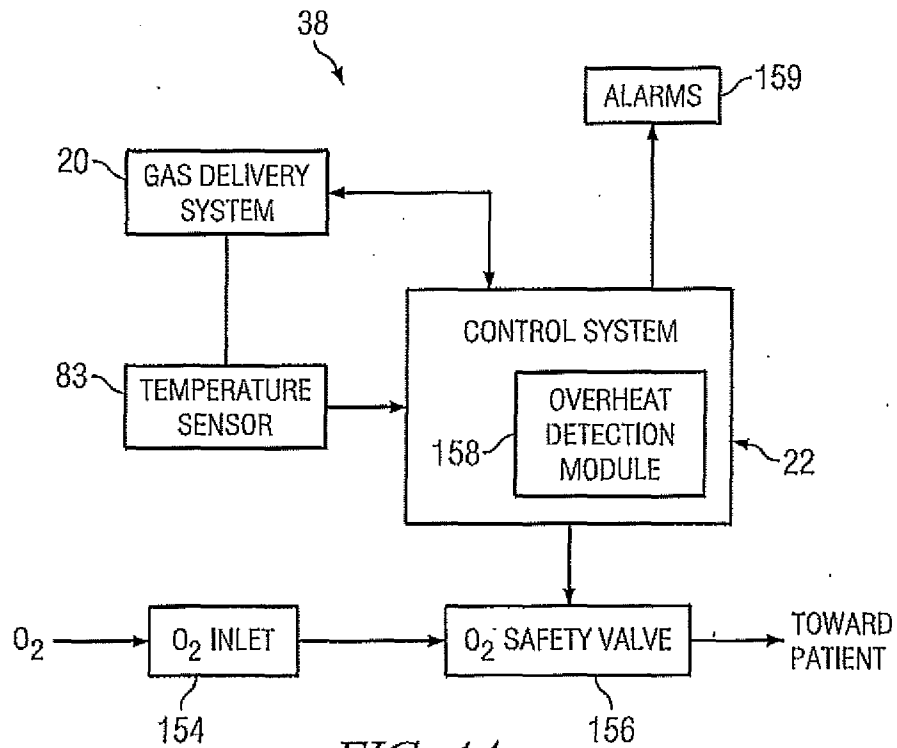 38
ALARMS
159
20
GAS DELIVERY
SYSTEM
CONTROL SYSTEM
83
TEMPERATURE
SENSOR
OVERHEAT
DETECTION
MODULE
158
22
O₂
O₂ INLET
O₂ SAFETY VALVE
TOWARD
PATIENT
154
156